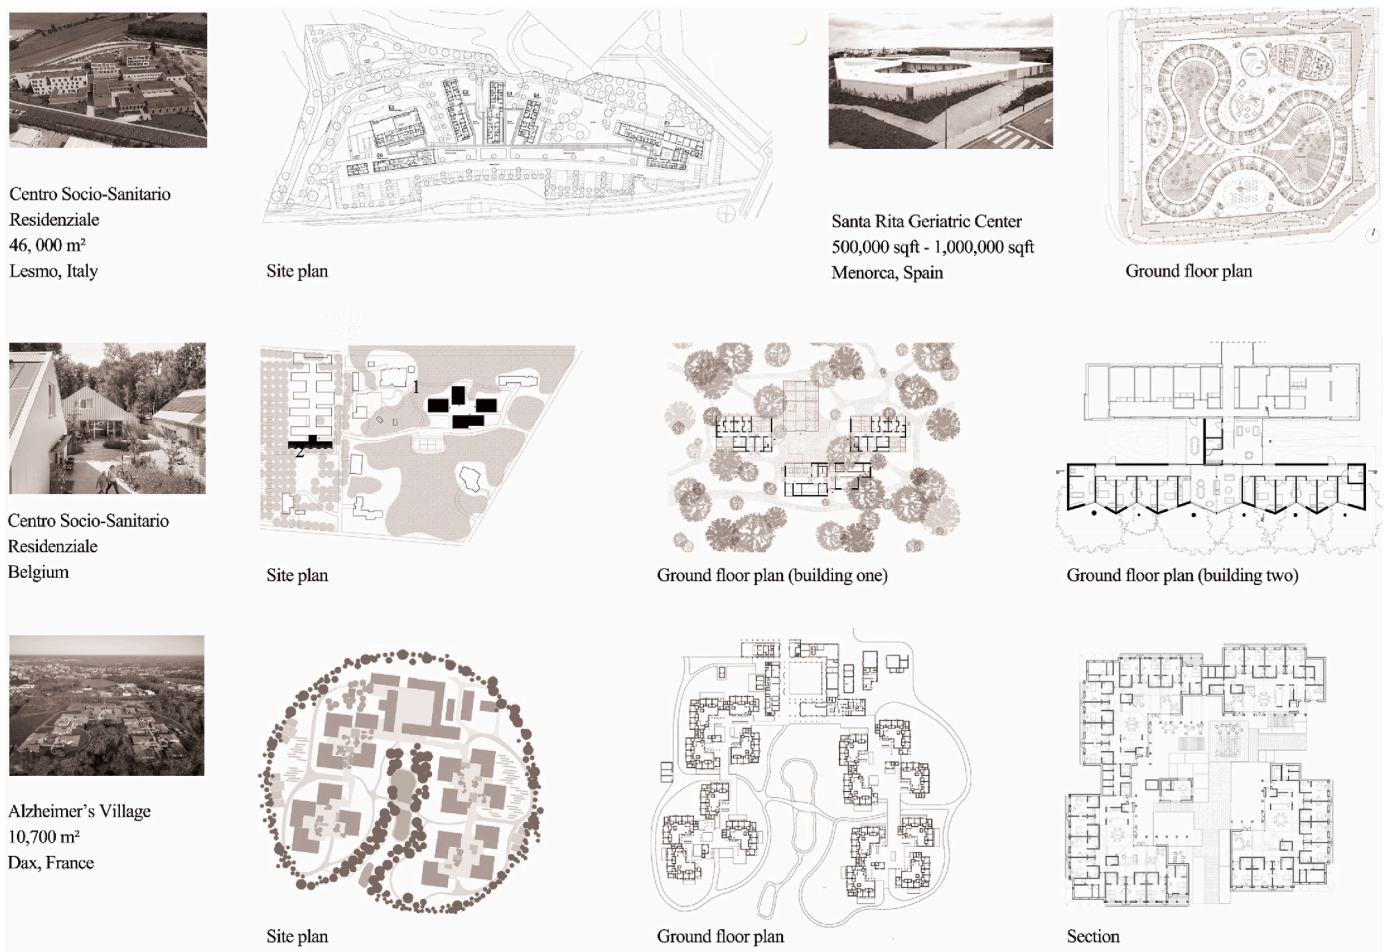 Centro Socio-Sanitario
Residenziale
46, 000 m²
Lesmo, Italy
Site plan
Santa Rita Geriatric Center
500,000 sqft - 1,000,000 sqft
Menorca, Spain
Ground floor plan
Centro Socio-Sanitario
Residenziale
Belgium
1
2
Site plan
Ground floor plan (building one)
Ground floor plan (building two)
Alzheimer's Village
10,700 m²
Dax, France
Site plan
Ground floor plan
Section